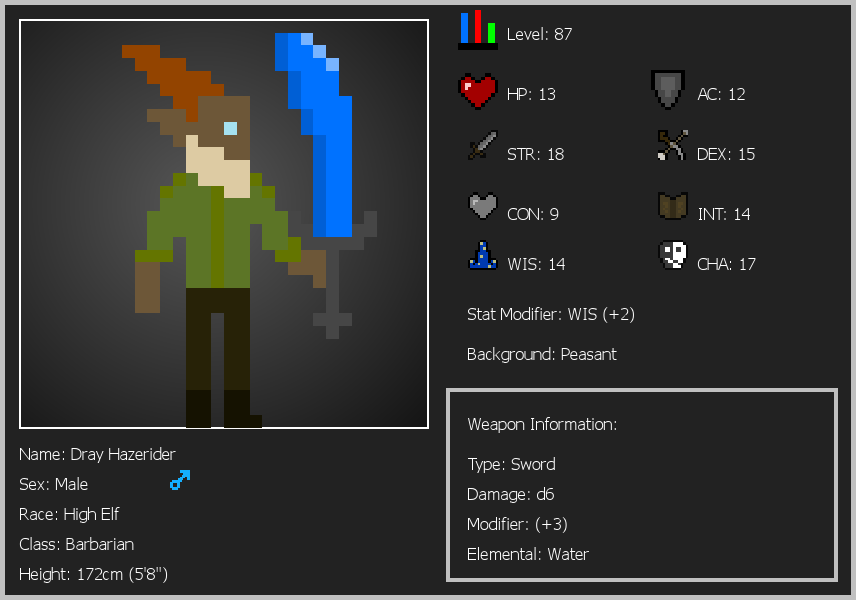 Level: 87
HP: 13
AC: 12
STR: 18
DEX: 15
CON: 9
INT: 14
WIS: 14
CHA: 17
Stat Modifier: WIS (+2)
Background: Peasant
Weapon Information:
Type: Sword
Damage: d6
Modifier: (+3)
Elemental: Water
Name: Dray Hazerider
Sex: Male
Race: High Elf
Class: Barbarian
Height: 172cm (5'8")